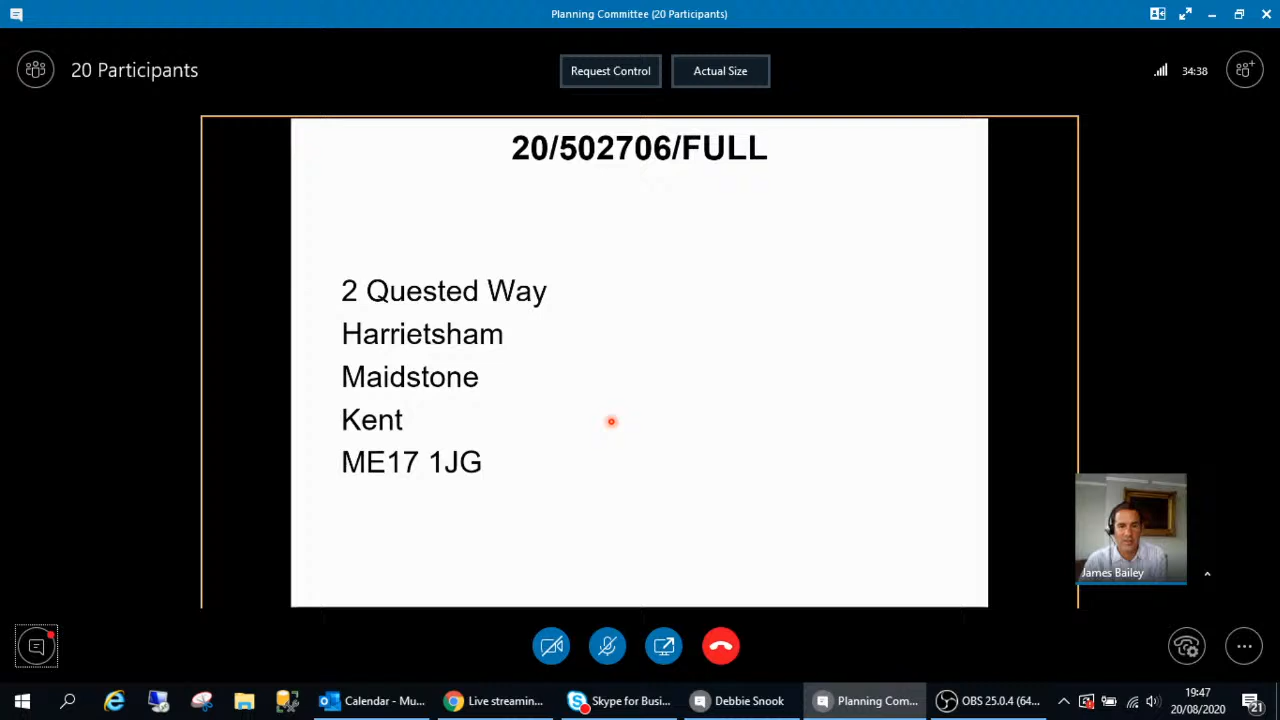 Planning Committee (20 Participants)
20 Participants
Request Control
Actual Size
34:38
20/502706/FULL
2 Quested Way
Harrietsham
Maidstone
Kent
ME17 1JG
James Bailey
Calendar - Mu...
Live streamin...
Skype for Busi...
Debbie Snook
Planning Com...
OBS 25.0.4 (64...
19:47
20/08/2020
21